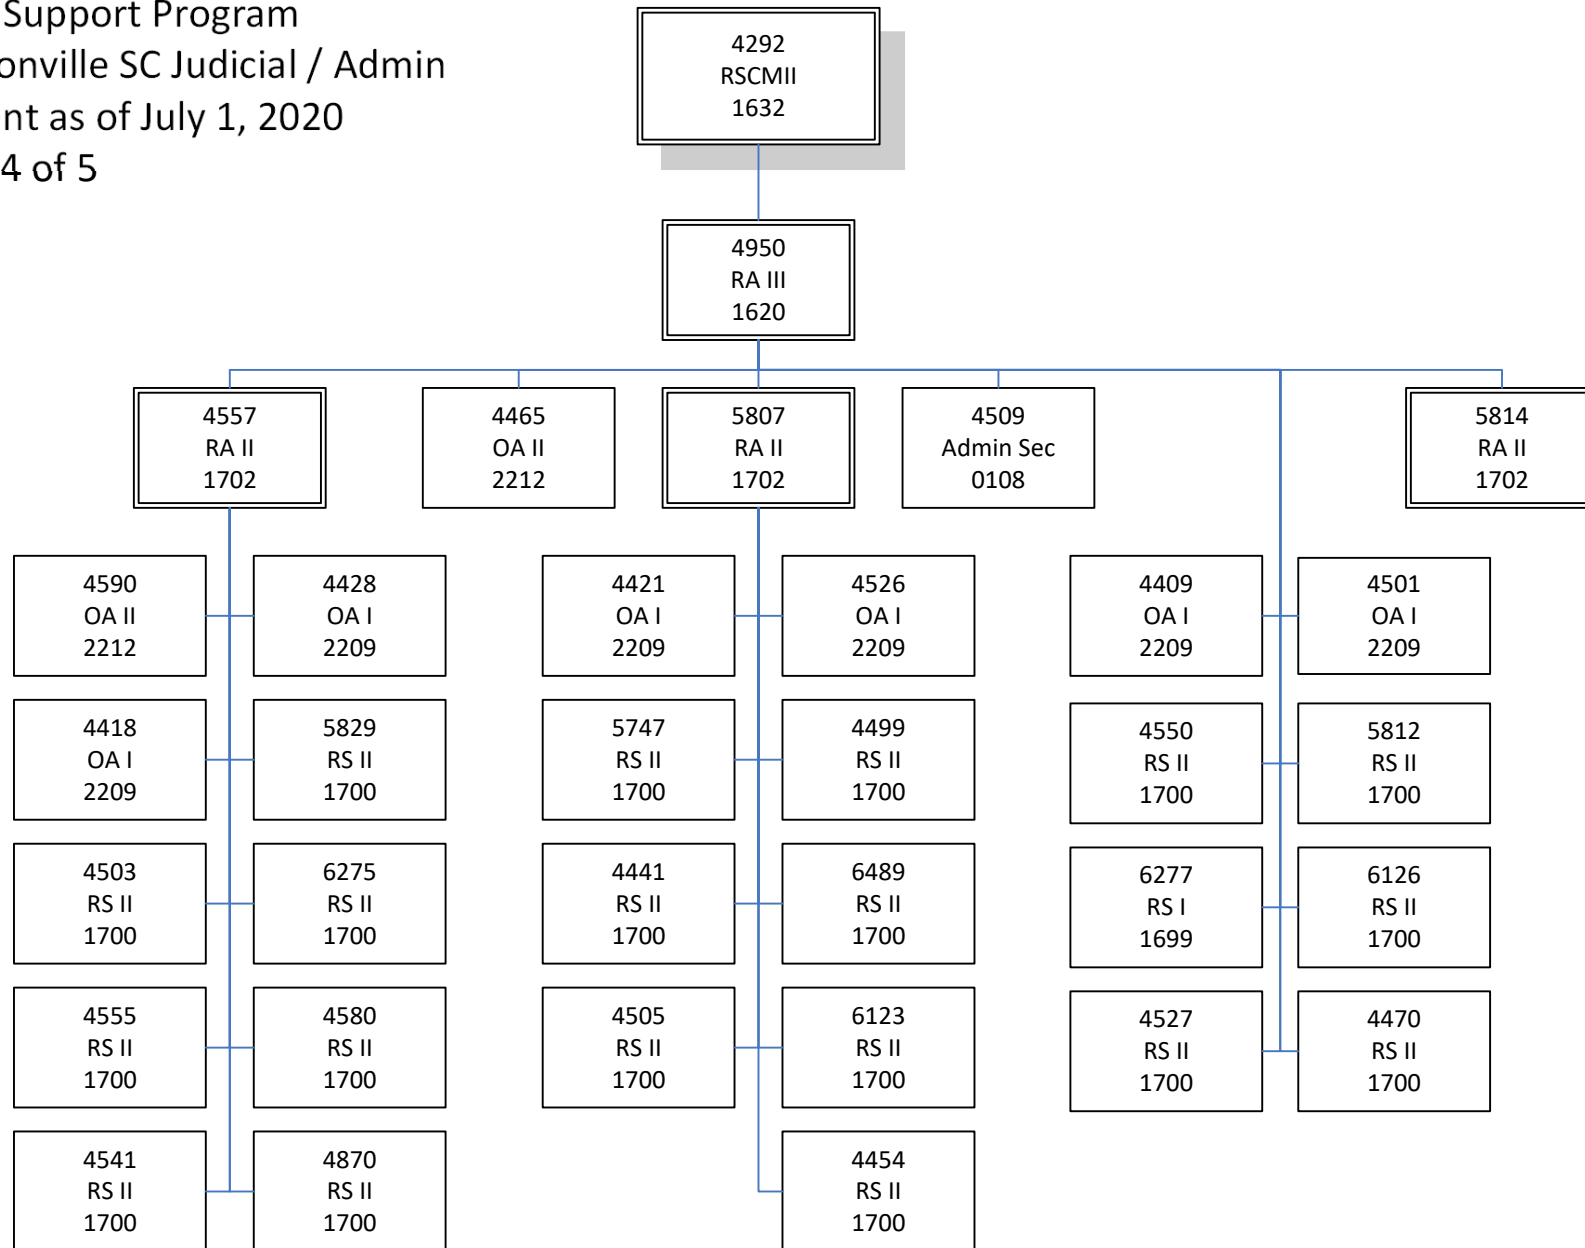 Support Program
onville SC Judicial / Admin
nt as of July 1, 2020
4 of 5
4292
RSCMII
1632
4950
RA III
1620
4557
RA II
1702
4465
OA II
2212
5807
RA II
1702
4509
Admin Sec
0108
5814
RA II
1702
4590
OA II
2212
4428
OA I
2209
4421
OA I
2209
4526
OA I
2209
4409
OA I
2209
4501
OA I
2209
4418
OA I
2209
5829
RS II
1700
5747
RS II
1700
4499
RS II
1700
4550
RS II
1700
5812
RS II
1700
4503
RS II
1700
6275
RS II
1700
4441
RS II
1700
6489
RS II
1700
6277
RS I
1699
6126
RS II
1700
4555
RS II
1700
4580
RS II
1700
4505
RS II
1700
6123
RS II
1700
4527
RS II
1700
4470
RS II
1700
4541
RS II
1700
4870
RS II
1700
4454
RS II
1700